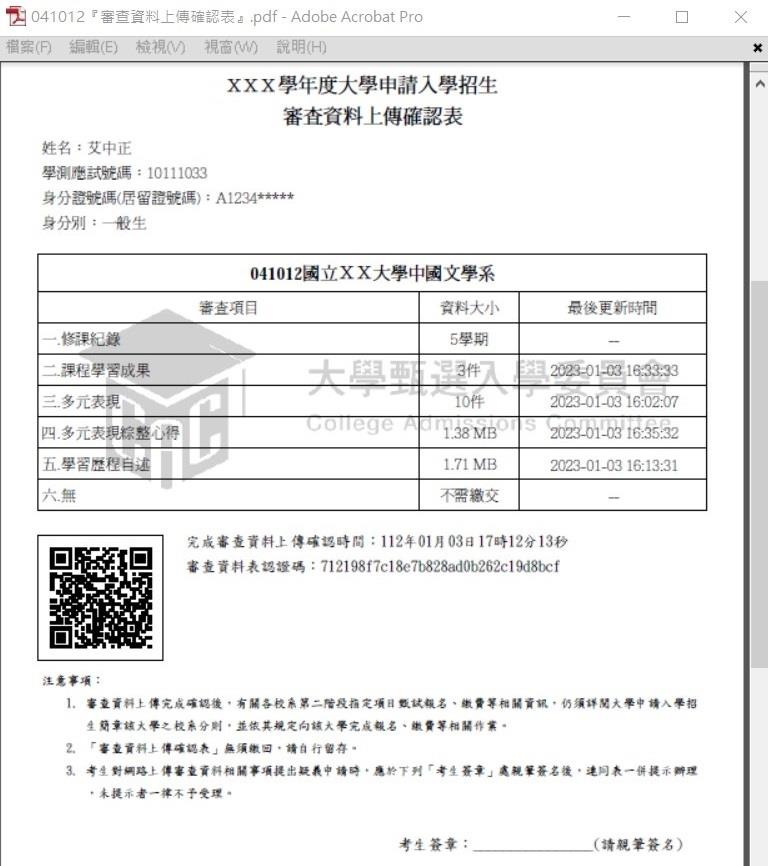 041012『審查資料上傳確認表』.pdf - Adobe Acrobat Pro
檔案(F) 編輯(E) 檢視(V) 視窗(W) 說明(H)
XXX學年度大學申請入學招生
審查資料上傳確認表
姓名：艾中正
學測應試號碼：10111033
身分證號碼(居留證號碼)：A1234*****
身分別：一般生
041012國立XX大學中國文學系
審查項目 資料大小 最後更新時間
一.修課紀錄 5學期 --
二.課程學習成果 3件 2023-01-03 16:33:33
三.多元表現 10件 2023-01-03 16:02:07
四.多元表現綜整心得 1.38 MB 2023-01-03 16:35:32
五.學習歷程自述 1.71 MB 2023-01-03 16:13:31
六.無 不需繳交 --
大學甄選入學委員會
College Admissions Committee
完成審查資料上傳確認時間：112年01月03日17時12分13秒
審查資料表認證碼：712198f7c18e7b828ad0b262c19d8bcf
注意事項：
1. 審查資料上傳完成確認後，有關各校系第二階段指定項目甄試報名、繳費等相關資訊，仍須詳閱大學申請入學招
生簡章該大學之校系分則，並依其規定向該大學完成報名、繳費等相關作業。
2. 「審查資料上傳確認表」無須繳回，請自行留存。
3. 考生對網路上傳審查資料相關事項提出疑義申請時，應於下列「考生簽章」處親筆簽名後，連同表一併提示辦理
，未提示者一律不予受理。
考生簽章：________________(請親筆簽名)